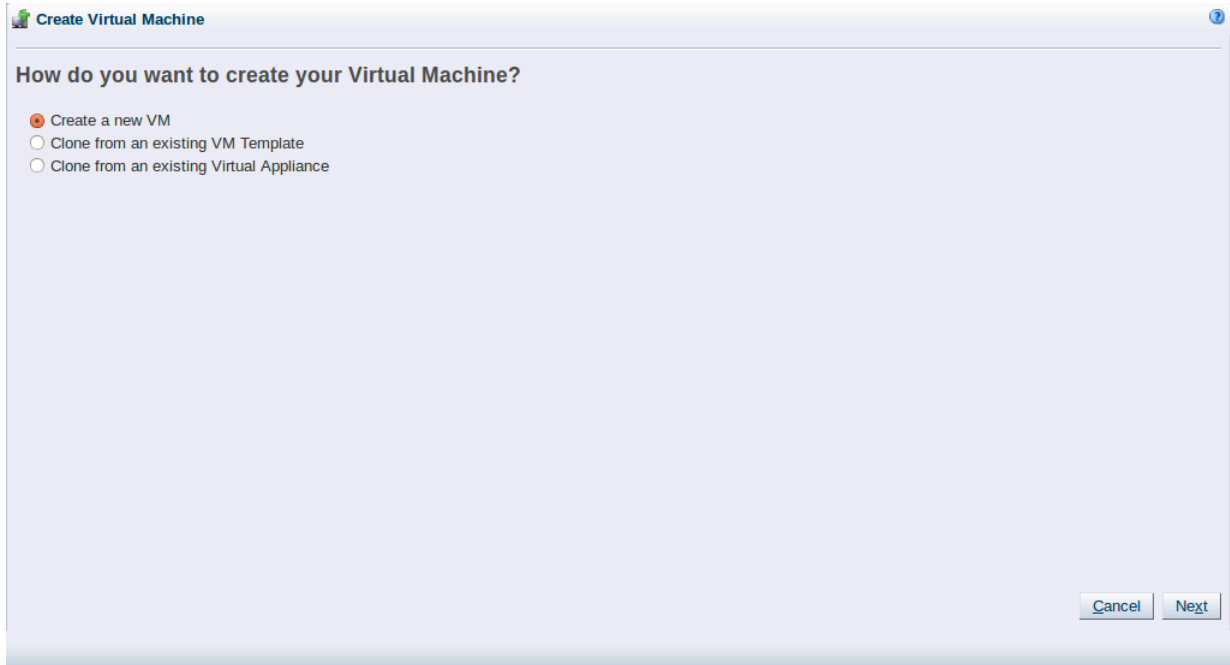 Create Virtual Machine
?
How do you want to create your Virtual Machine?
Create a new VM
Clone from an existing VM Template
Clone from an existing Virtual Appliance
Cancel Next